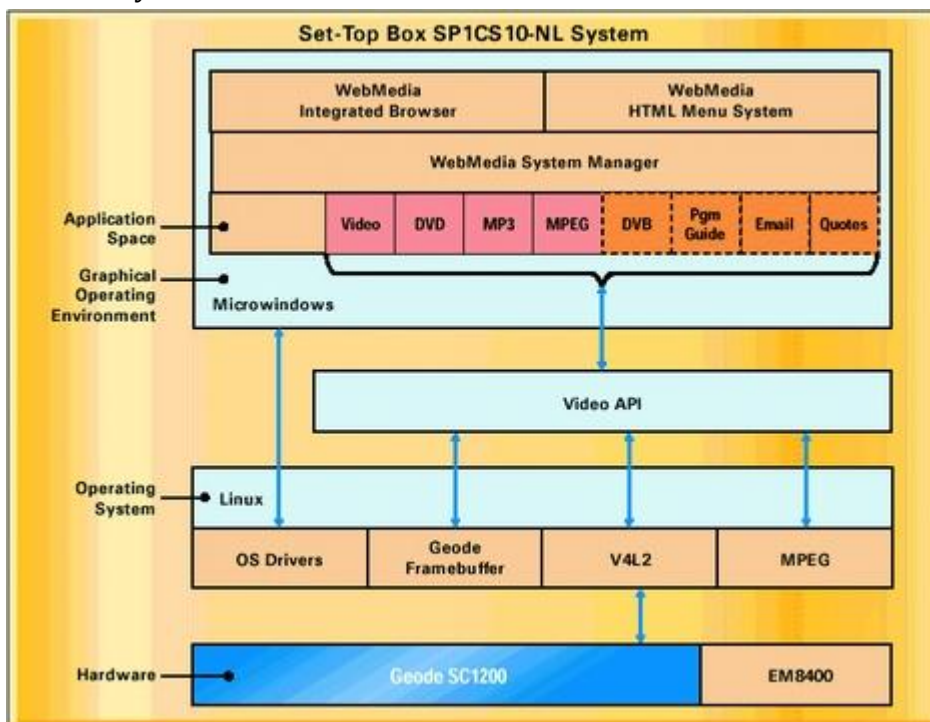 Set-Top Box SP1CS10-NL System
WebMedia
Integrated Browser
WebMedia
HTML Menu System
WebMedia System Manager
Application
Space
Video
DVD
MP3
MPEG
DVB
Pgm
Guide
Email
Quotes
Graphical
Operating
Environment
Microwindows
Video API
Operating
System
Linux
OS Drivers
Geode
Framebuffer
V4L2
MPEG
Hardware
Geode SC1200
EM8400